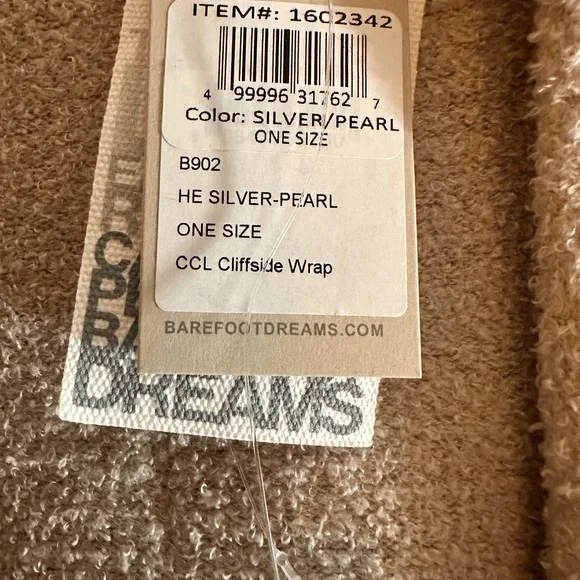 ITEM#: 1602342
4 99996 31762 7
Color: SILVER/PEARL
ONE SIZE
B902
HE SILVER-PEARL
ONE SIZE
CCL Cliffside Wrap
BAREFOOTDREAMS.COM
DREAMS